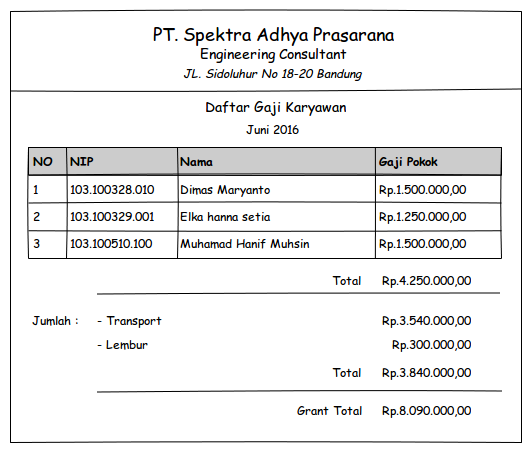 PT. Spektra Adhya Prasarana
Engineering Consultant
JL. Sidoluhur No 18-20 Bandung
Daftar Gaji Karyawan
Juni 2016
NO NIP Nama Gaji Pokok
1 103.100328.010 Dimas Maryanto Rp.1.500.000,00
2 103.100329.001 Elka hanna setia Rp.1.250.000,00
3 103.100510.100 Muhamad Hanif Muhsin Rp.1.500.000,00
Total Rp.4.250.000,00
Jumlah : - Transport Rp.3.540.000,00
- Lembur Rp.300.000,00
Total Rp.3.840.000,00
Grant Total Rp.8.090.000,00